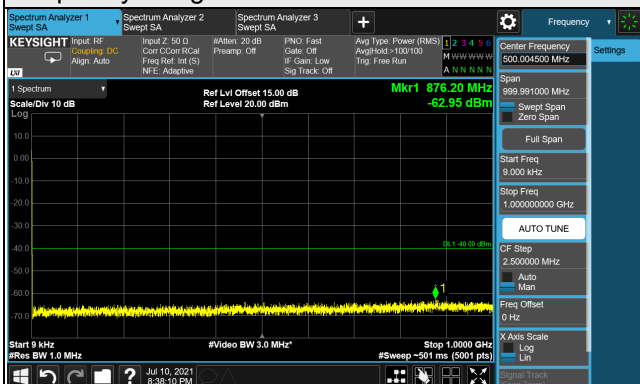 Spectrum Analyzer 1
Swept SA
Spectrum Analyzer 2
Swept SA
Spectrum Analyzer 3
Swept SA
Frequency
KEYSIGHT
Input: RF
Coupling: DC
Align: Auto
Input Z: 50 Ω
Corr CCorr RCal
Freq Ref: Int (S)
NFE: Adaptive
#Atten: 20 dB
Preamp: Off
PNO: Fast
Gate: Off
IF Gain: Low
Sig Track: Off
Avg Type: Power (RMS)
Avg|Hold:>100/100
Trig: Free Run
1 2 3 4 5 6
M W W W W W
A N N N N N
LXI
1 Spectrum
Scale/Div 10 dB
Log
Ref Lvl Offset 15.00 dB
Ref Level 20.00 dBm
Mkr1 876.20 MHz
-62.95 dBm
10.0
0.00
-10.0
-20.0
-30.0
-40.0
-50.0
-60.0
-70.0
DL1 -40.00 dBm
1
Start 9 kHz
#Res BW 1.0 MHz
#Video BW 3.0 MHz*
Stop 1.0000 GHz
#Sweep ~501 ms (5001 pts)
Jul 10, 2021
8:38:10 PM
Center Frequency
500.004500 MHz
Settings
Span
999.991000 MHz
Swept Span
Zero Span
Full Span
Start Freq
9.000 kHz
Stop Freq
1.000000000 GHz
AUTO TUNE
CF Step
2.500000 MHz
Auto
Man
Freq Offset
0 Hz
X Axis Scale
Log
Lin
Signal Track